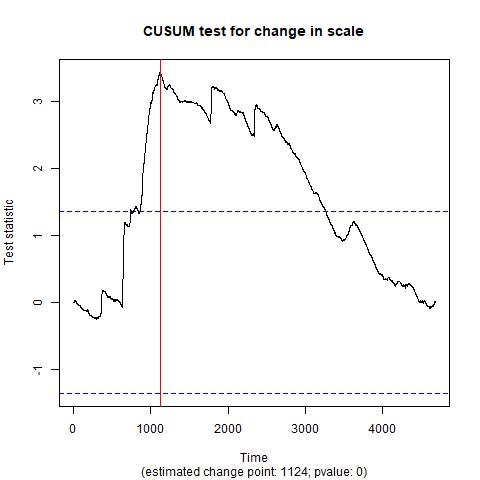 CUSUM test for change in scale
Test statistic
3
2
1
0
-1
0 1000 2000 3000 4000
Time
(estimated change point: 1124; pvalue: 0)